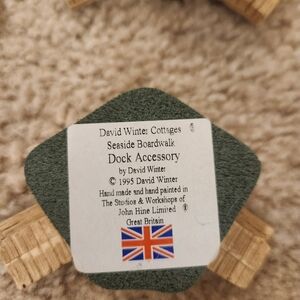 David Winter Cottages
Seaside Boardwalk
Dock Accessory
by David Winter
© 1995 David Winter
Hand made and hand painted in
The Studios & Workshops of
John Hine Limited
Great Britain